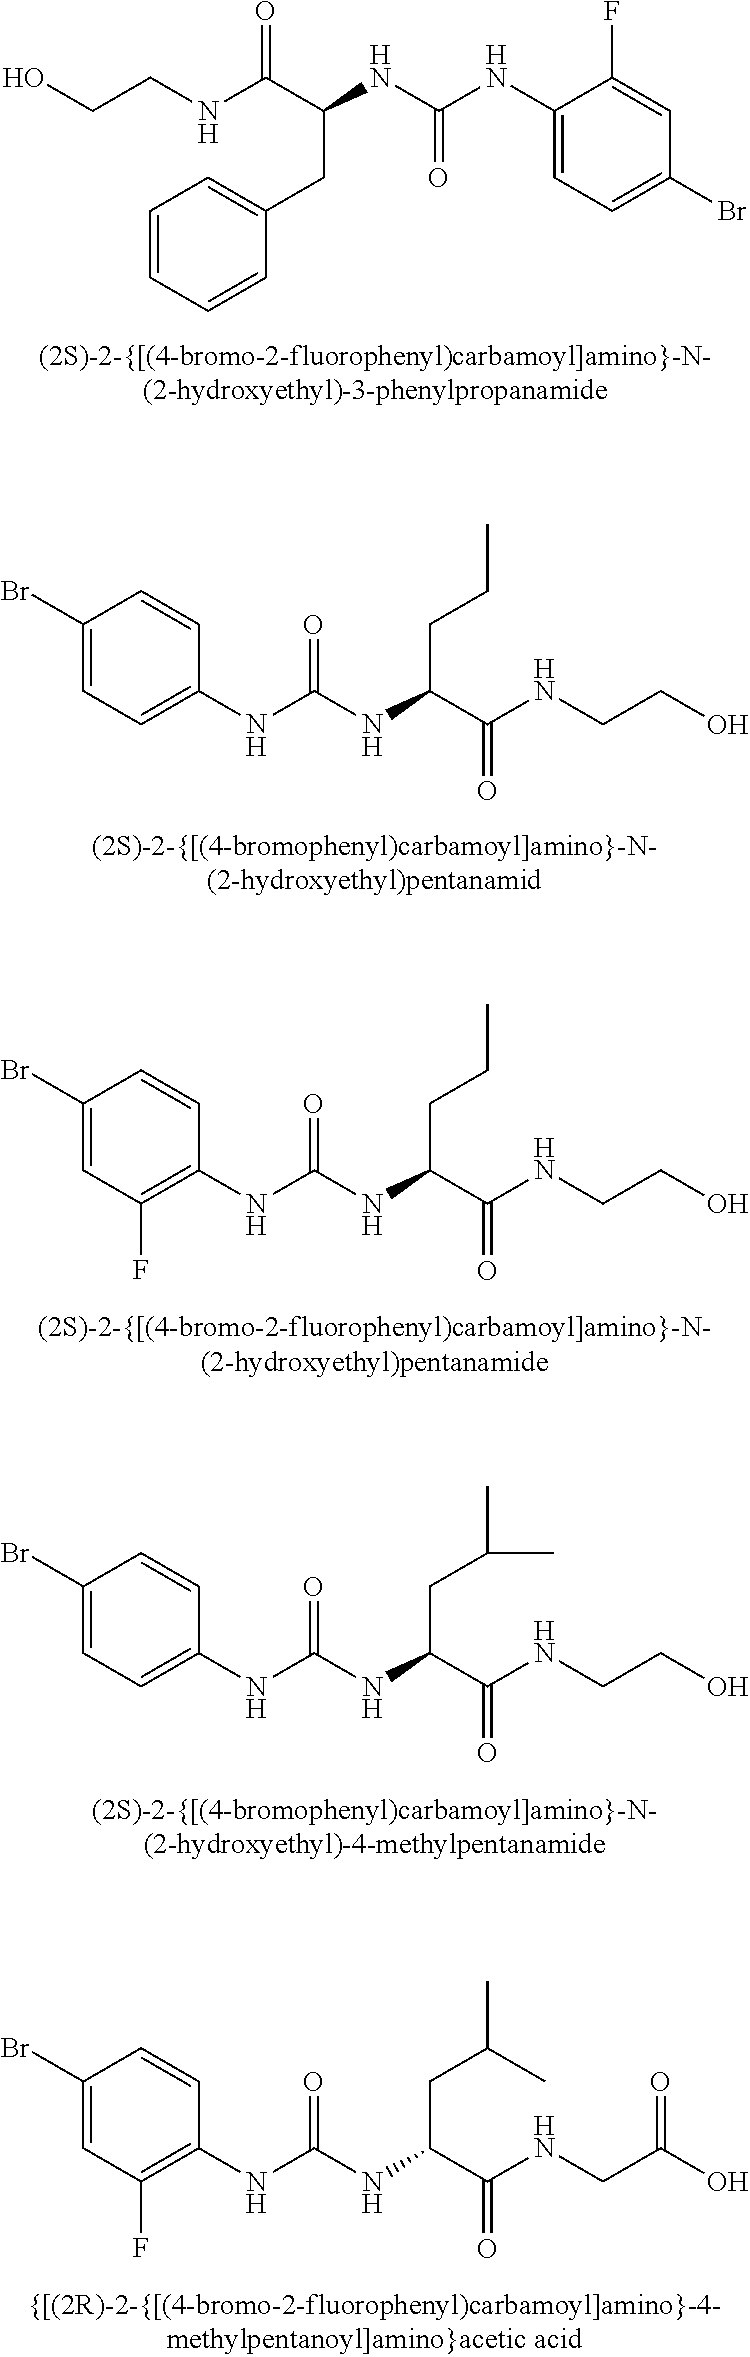 O
F
HO
H
N
H
N
N
H
O
Br
(2S)-2-{[(4-bromo-2-fluorophenyl)carbamoyl]amino}-N-
(2-hydroxyethyl)-3-phenylpropanamide
Br
O
H
N
N
H
N
H
OH
O
(2S)-2-{[(4-bromophenyl)carbamoyl]amino}-N-
(2-hydroxyethyl)pentanamid
Br
O
H
N
N
H
N
H
OH
F
O
(2S)-2-{[(4-bromo-2-fluorophenyl)carbamoyl]amino}-N-
(2-hydroxyethyl)pentanamide
Br
O
H
N
N
H
N
H
OH
O
(2S)-2-{[(4-bromophenyl)carbamoyl]amino}-N-
(2-hydroxyethyl)-4-methylpentanamide
Br
O
O
H
N
N
H
N
H
OH
F
O
{[(2R)-2-{[(4-bromo-2-fluorophenyl)carbamoyl]amino}-4-
methylpentanoyl]amino}acetic acid